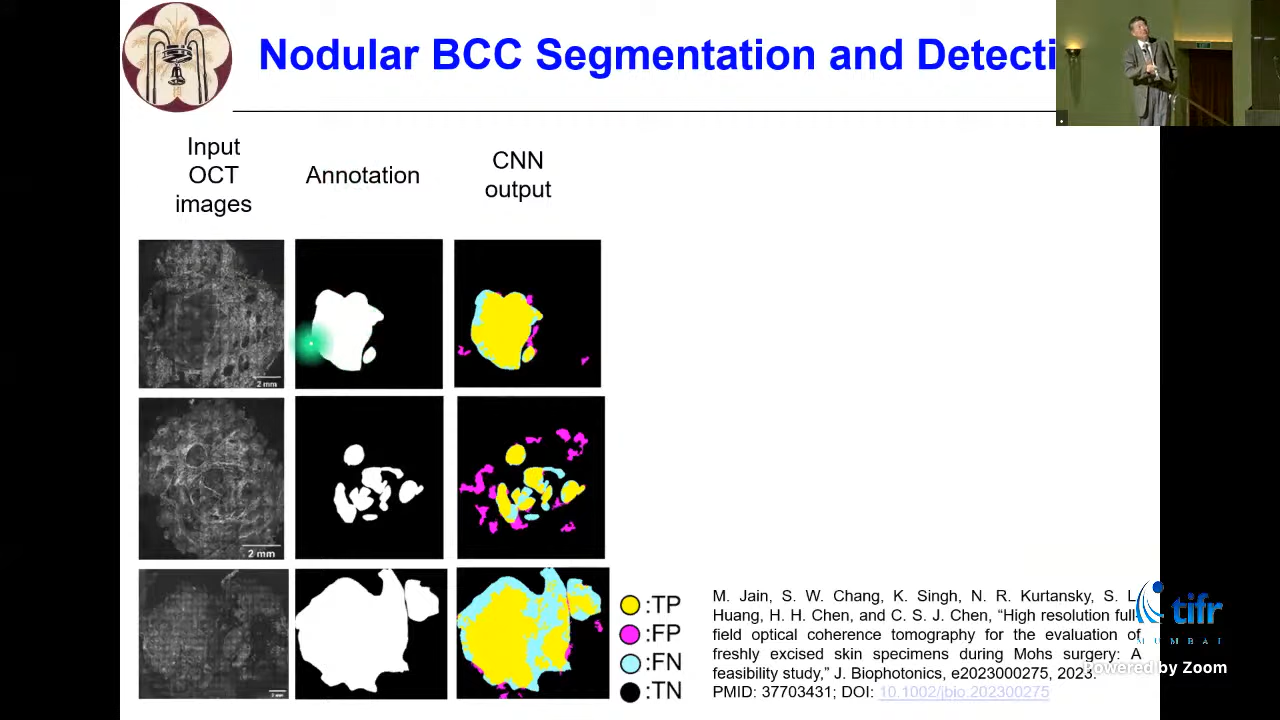 Nodular BCC Segmentation and Detecti
Input
OCT
images
Annotation
CNN
output
2 mm
2 mm
:TP
:FP
:FN
:TN
M. Jain, S. W. Chang, K. Singh, N. R. Kurtansky, S. L.
Huang, H. H. Chen, and C. S. J. Chen, "High resolution full-
field optical coherence tomography for the evaluation of
freshly excised skin specimens during Mohs surgery: A
feasibility study," J. Biophotonics, e2023000275, 2023.
PMID: 37703431; DOI: 10.1002/jbio.202300275
tifr
MUMBAI
Powered by Zoom